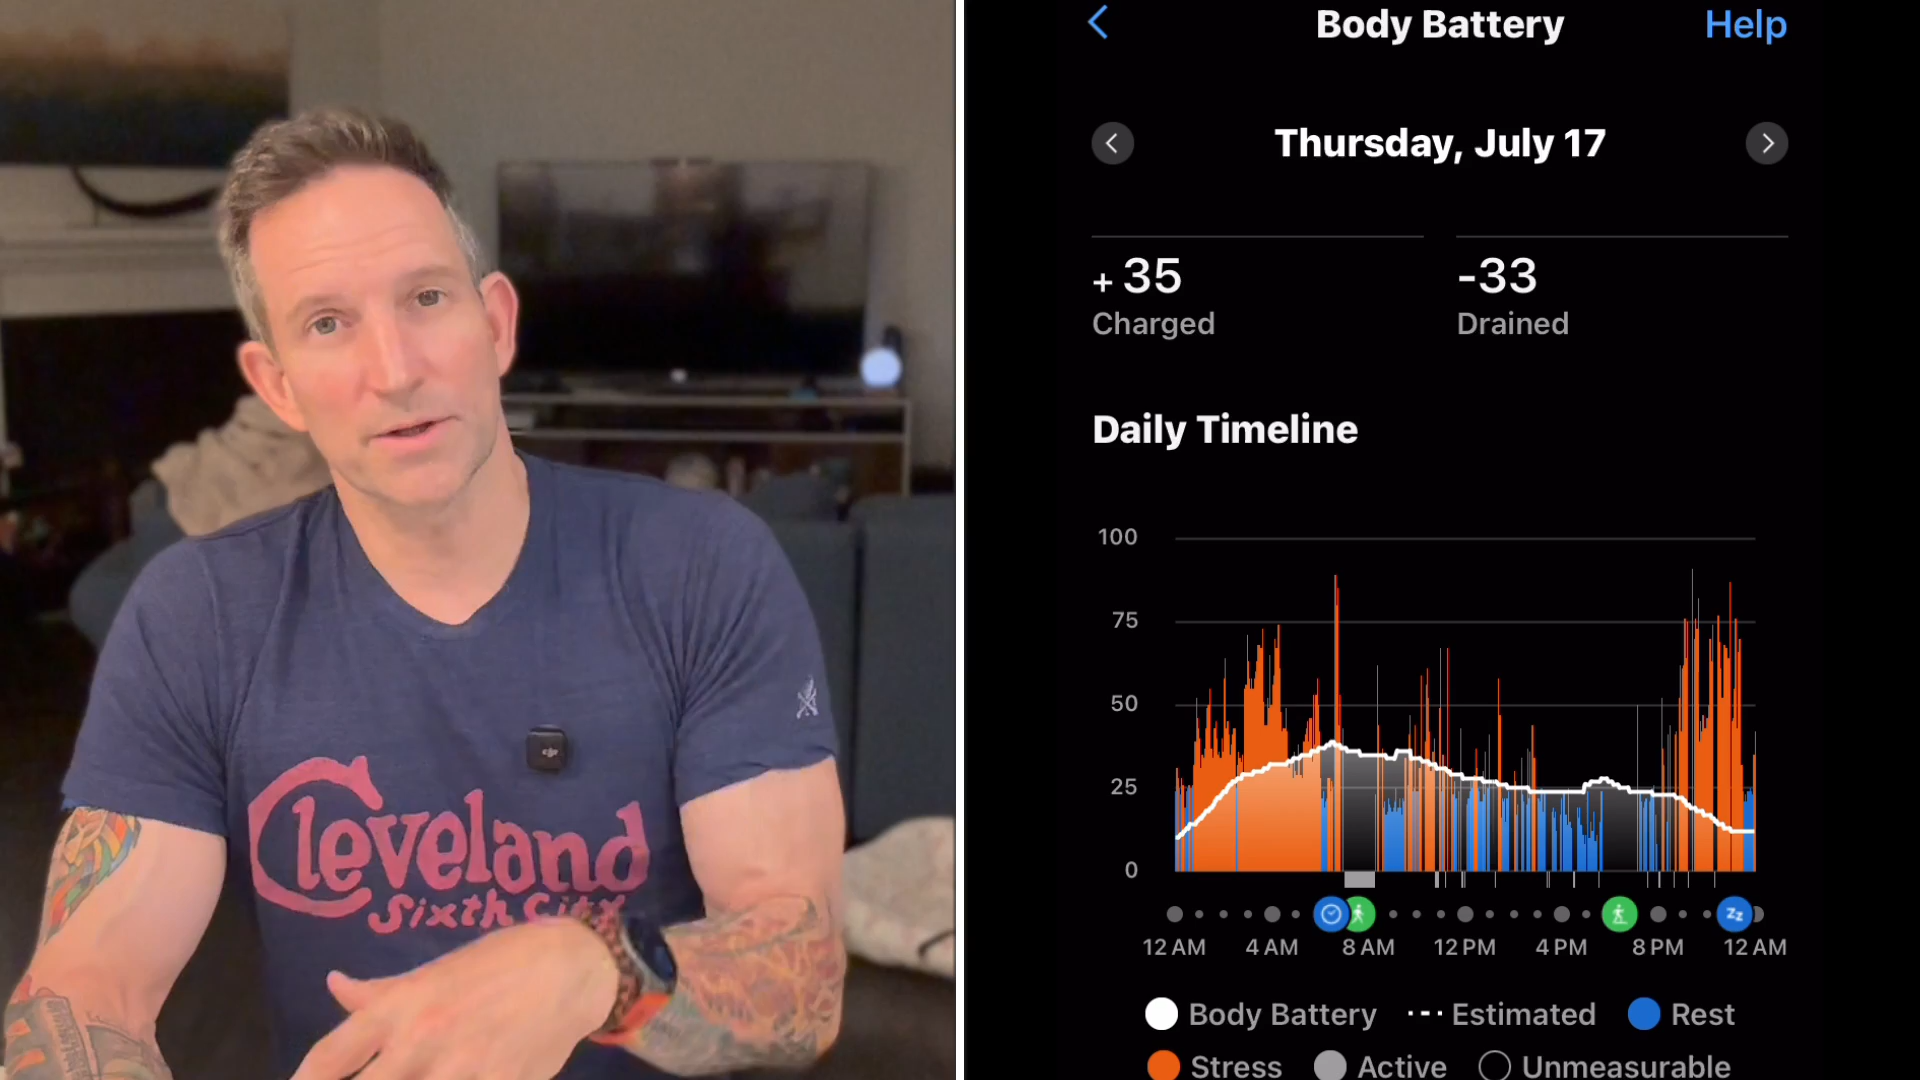 Cleveland
Sixth City
dji
Body Battery
Help
Thursday, July 17
+35
Charged
-33
Drained
Daily Timeline
100
75
50
25
0
zz
12 AM 4 AM 8 AM 12 PM 4 PM 8 PM 12 AM
Body Battery Estimated Rest
Stress Active Unmeasurable